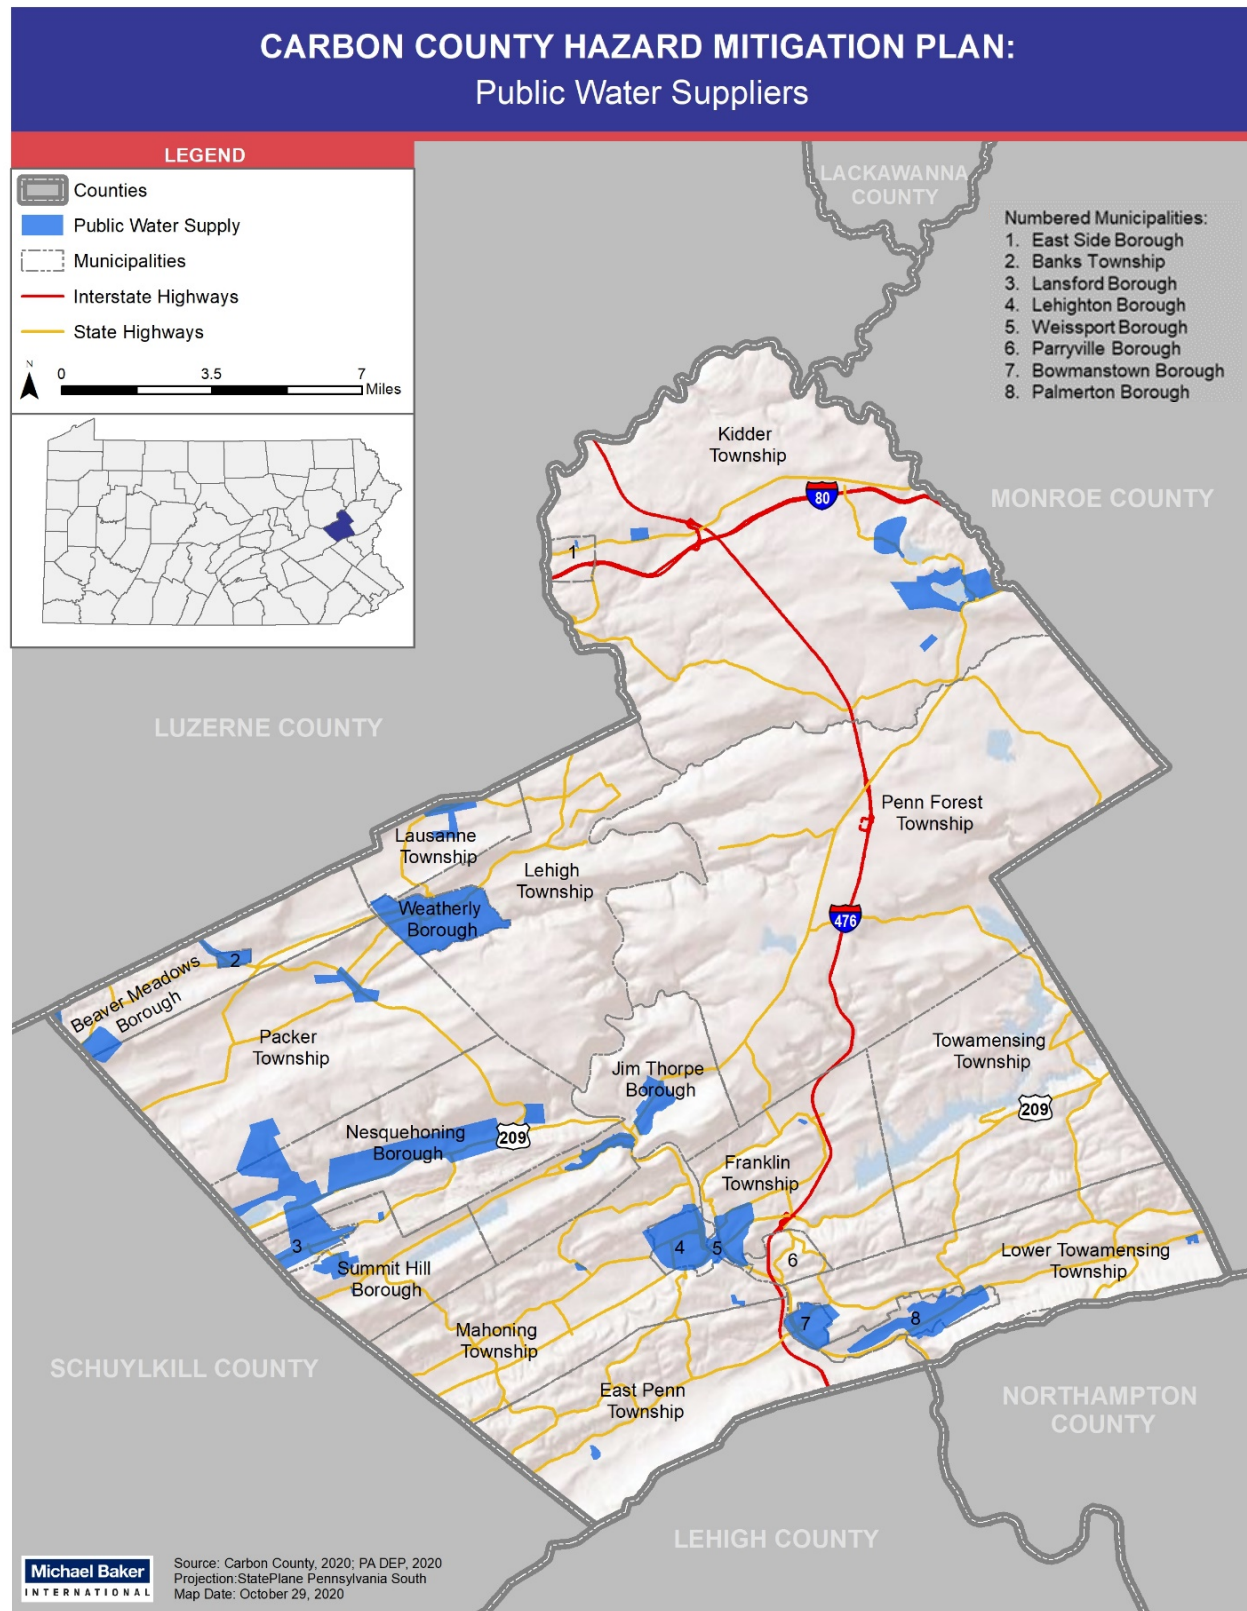 CARBON COUNTY HAZARD MITIGATION PLAN:
Public Water Suppliers
LEGEND
Counties
Public Water Supply
Municipalities
Interstate Highways
State Highways
N
0 3.5 7
Miles
LACKAWANNA
COUNTY
Numbered Municipalities:
1. East Side Borough
2. Banks Township
3. Lansford Borough
4. Lehighton Borough
5. Weissport Borough
6. Parryville Borough
7. Bowmanstown Borough
8. Palmerton Borough
Kidder
Township
80
MONROE COUNTY
1
LUZERNE COUNTY
Penn Forest
Township
Lausanne
Township
Lehigh
Township
Weatherly
Borough
476
2
Beaver Meadows
Borough
Packer
Township
Towamensing
Township
Jim Thorpe
Borough
209
Nesquehoning
Borough
209
Franklin
Township
3
4
5
6
Lower Towamensing
Township
Summit Hill
Borough
7
8
Mahoning
Township
SCHUYLKILL COUNTY
East Penn
Township
NORTHAMPTON
COUNTY
LEHIGH COUNTY
Michael Baker
INTERNATIONAL
Source: Carbon County, 2020; PA DEP, 2020
Projection:StatePlane Pennsylvania South
Map Date: October 29, 2020